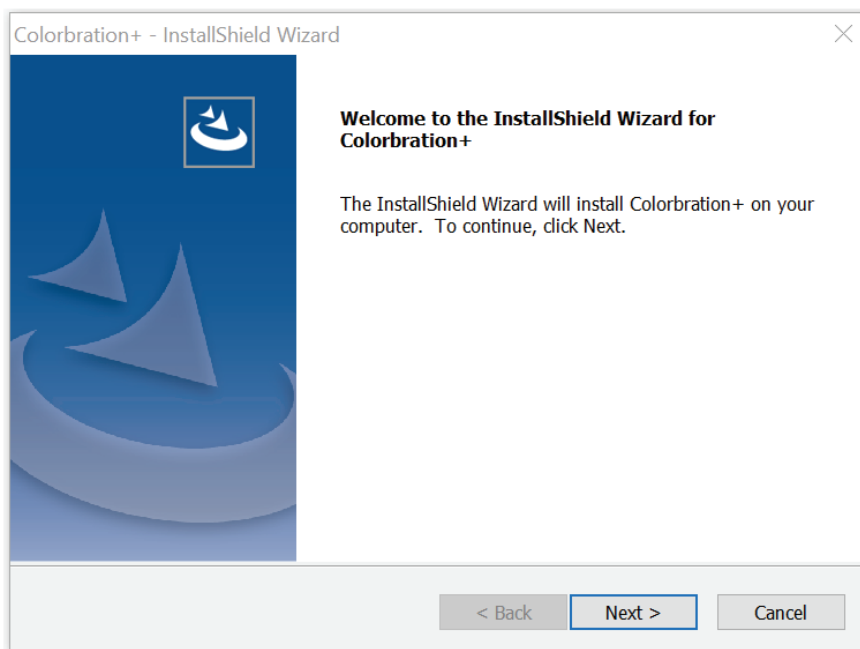 Colorbration+ - InstallShield Wizard
Welcome to the InstallShield Wizard for
Colorbration+
The InstallShield Wizard will install Colorbration+ on your
computer. To continue, click Next.
< Back Next > Cancel